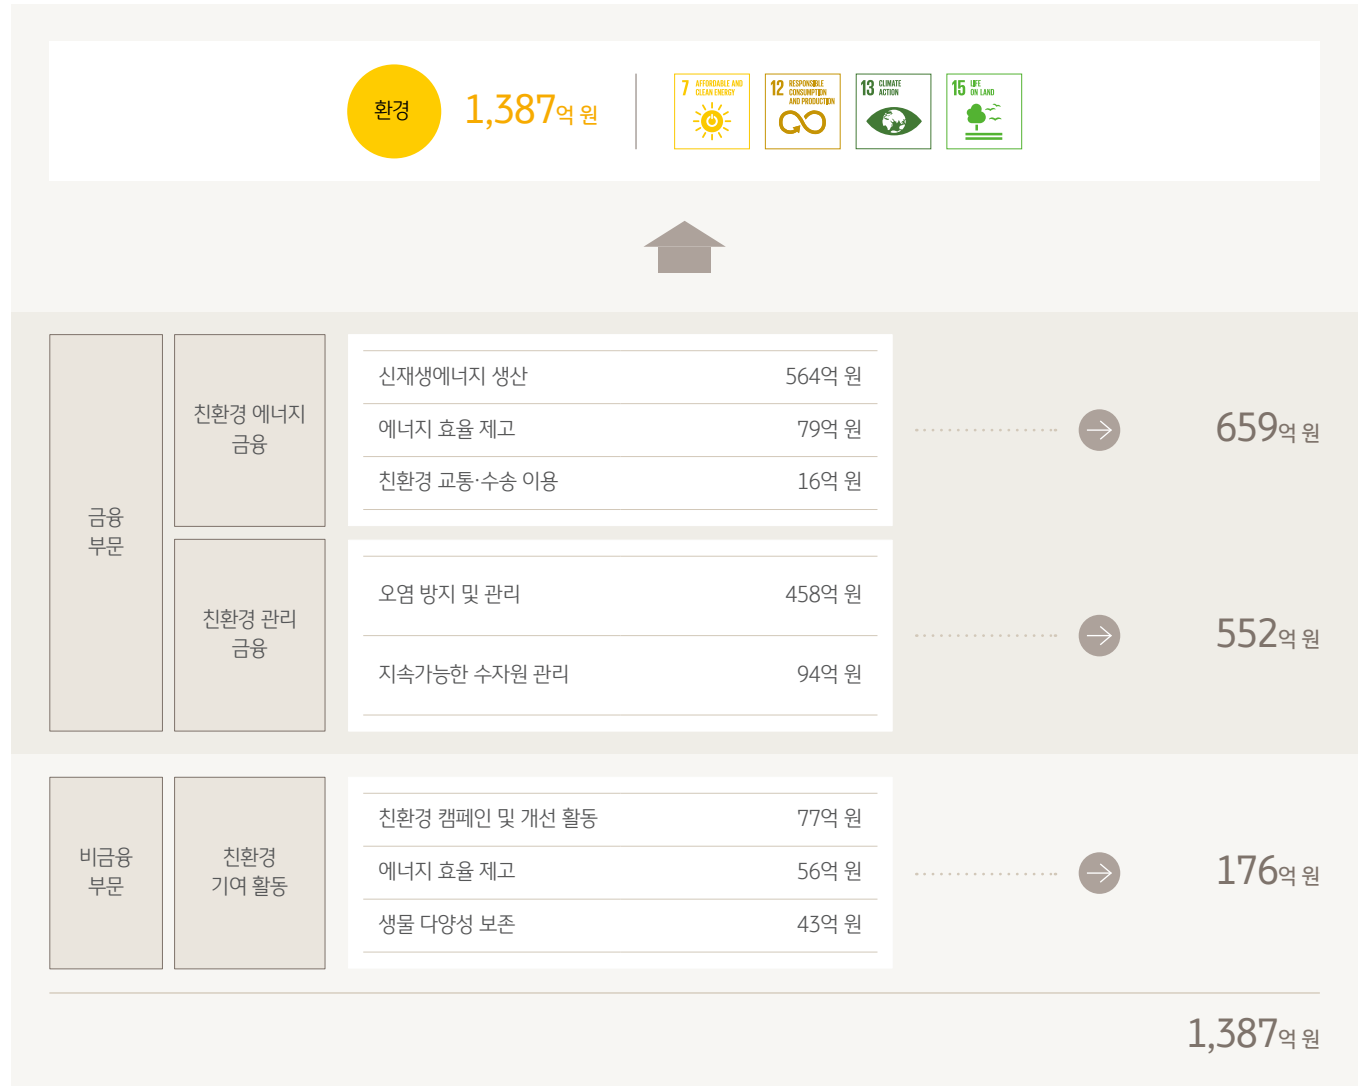 환경
1,387억 원
7 AFFORDABLE AND
CLEAN ENERGY
12 RESPONSIBLE
CONSUMPTION
AND PRODUCTION
13 CLIMATE
ACTION
15 LIFE
ON LAND
금융
부문
친환경 에너지
금융
신재생에너지 생산 564억 원
에너지 효율 제고 79억 원
친환경 교통·수송 이용 16억 원
659억 원
친환경 관리
금융
오염 방지 및 관리 458억 원
지속가능한 수자원 관리 94억 원
552억 원
비금융
부문
친환경
기여 활동
친환경 캠페인 및 개선 활동 77억 원
에너지 효율 제고 56억 원
생물 다양성 보존 43억 원
176억 원
1,387억 원